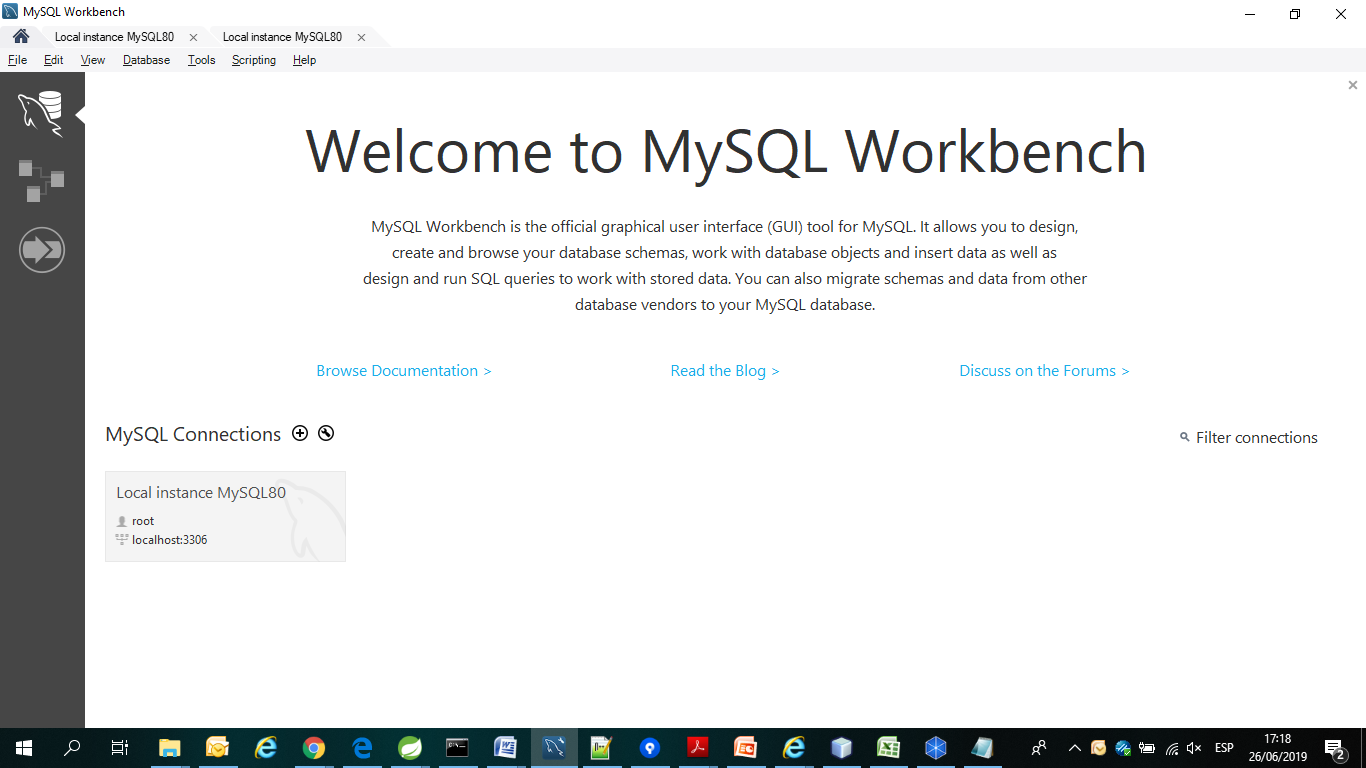 MySQL Workbench
Local instance MySQL80 Local instance MySQL80
File Edit View Database Tools Scripting Help
Welcome to MySQL Workbench
MySQL Workbench is the official graphical user interface (GUI) tool for MySQL. It allows you to design,
create and browse your database schemas, work with database objects and insert data as well as
design and run SQL queries to work with stored data. You can also migrate schemas and data from other
database vendors to your MySQL database.
Browse Documentation > Read the Blog > Discuss on the Forums >
MySQL Connections Filter connections
Local instance MySQL80
root
localhost:3306
ESP 17:18
26/06/2019 2